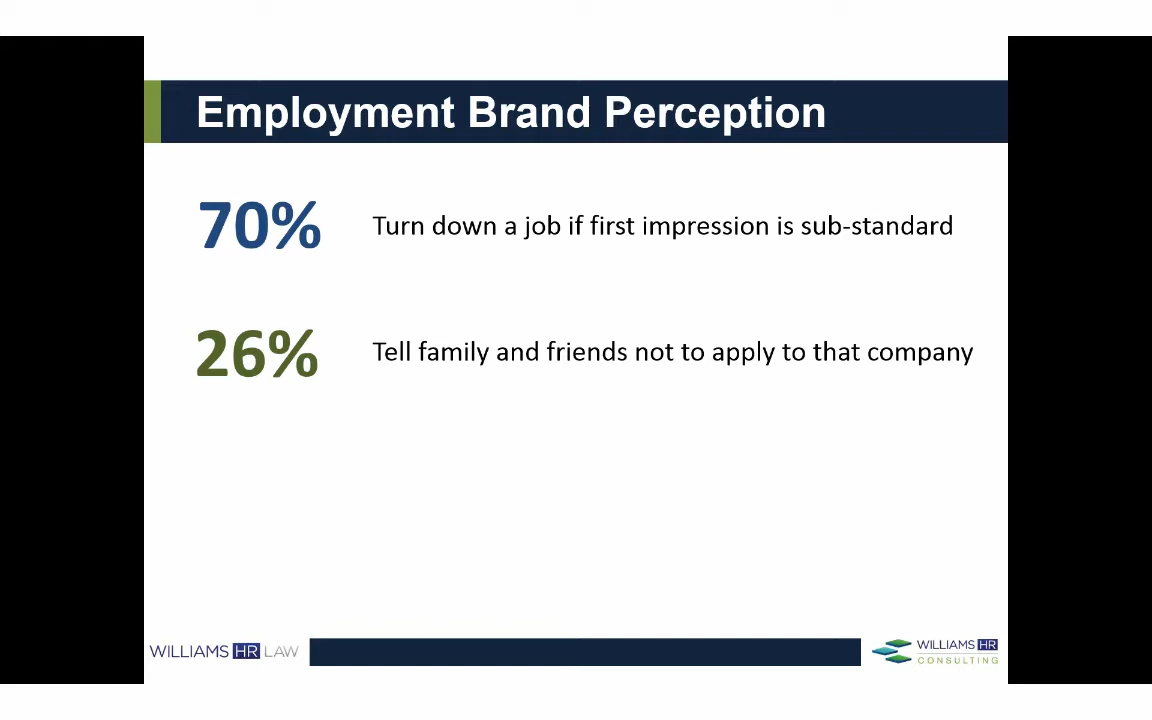 Employment Brand Perception
70% Turn down a job if first impression is sub-standard
26% Tell family and friends not to apply to that company
WILLIAMS HR LAW
WILLIAMS HR
CONSULTING